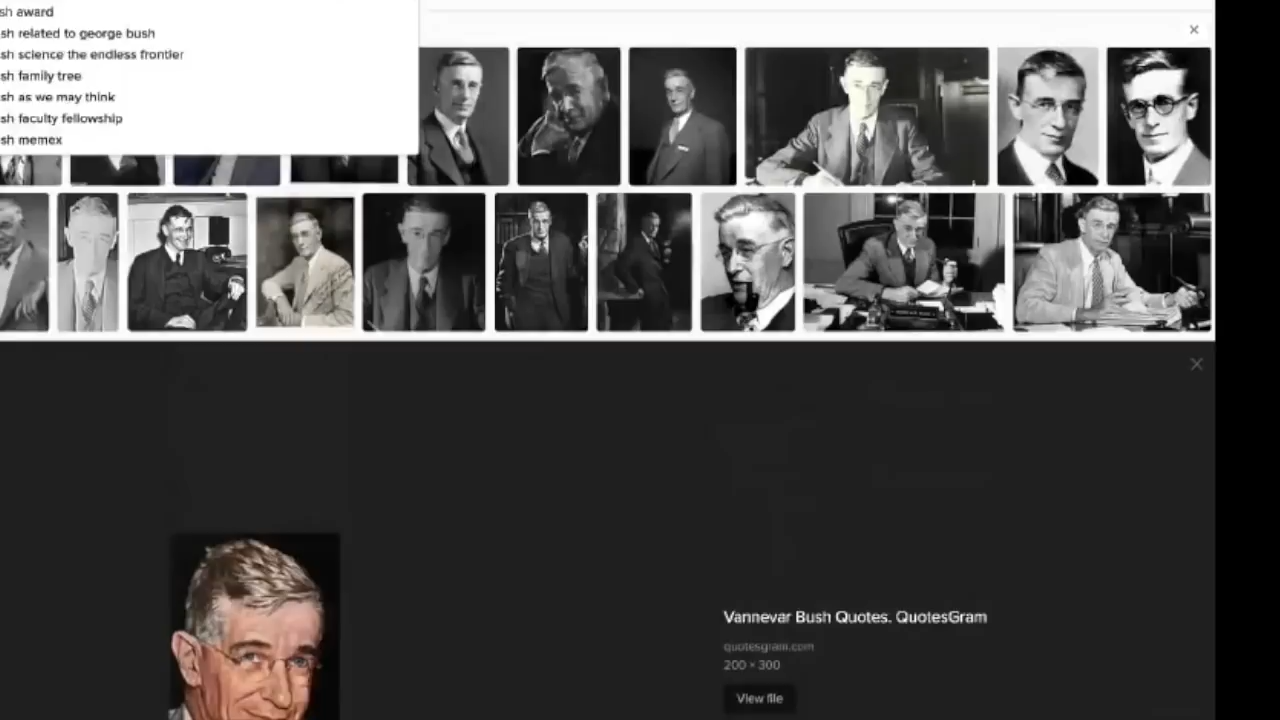 sh award
sh related to george bush
sh science the endless frontier
sh family tree
sh as we may think
sh faculty fellowship
sh memex
Vannevar Bush Quotes. QuotesGram
quotesgram.com
200 × 300
View file